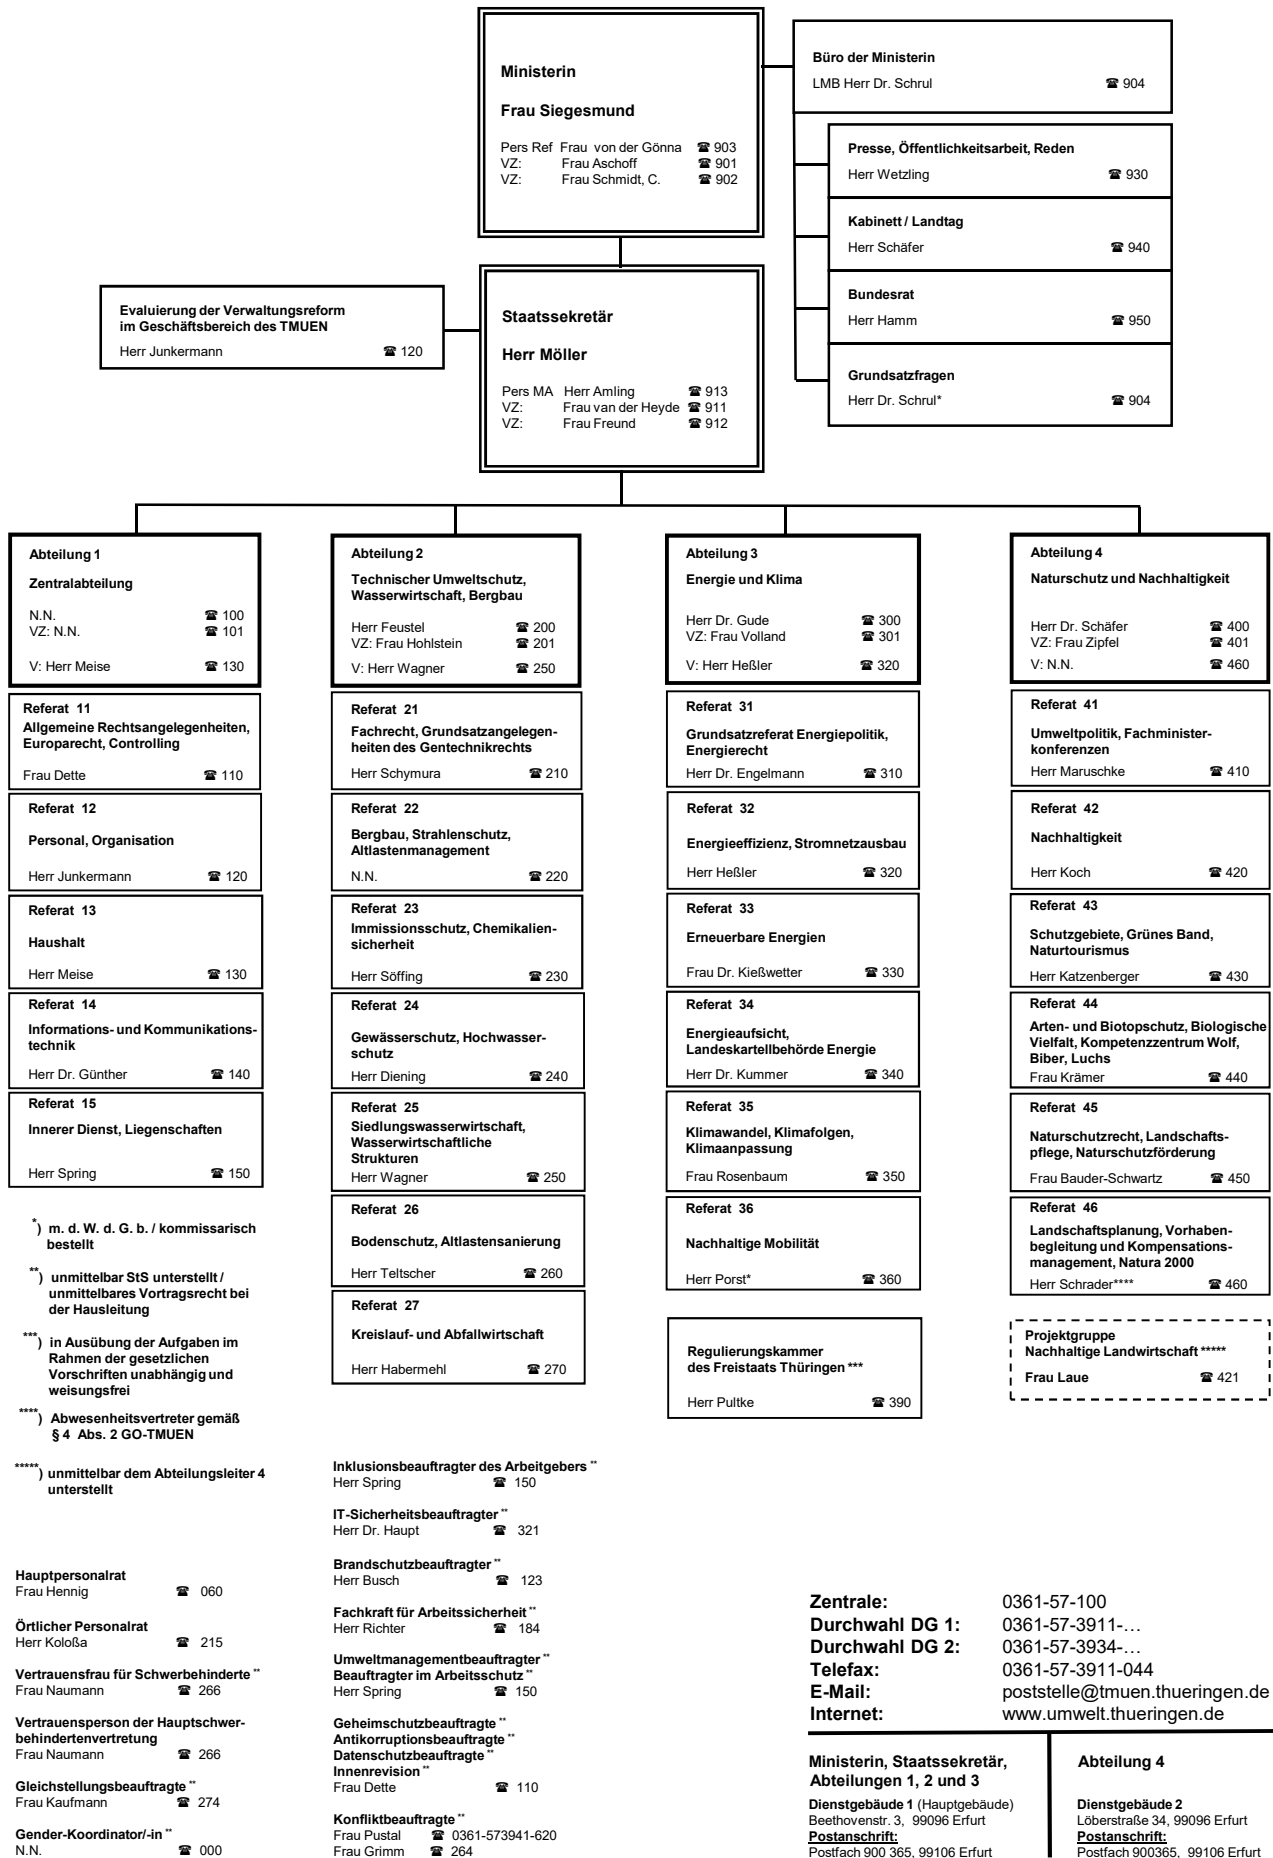 Ministerin
Frau Siegesmund
Pers Ref Frau von der Gönna ☎ 903
VZ: Frau Aschoff ☎ 901
VZ: Frau Schmidt, C. ☎ 902
Büro der Ministerin
LMB Herr Dr. Schrul ☎ 904
Presse, Öffentlichkeitsarbeit, Reden
Herr Wetzling ☎ 930
Kabinett / Landtag
Herr Schäfer ☎ 940
Bundesrat
Herr Hamm ☎ 950
Grundsatzfragen
Herr Dr. Schrul* ☎ 904
Evaluierung der Verwaltungsreform
im Geschäftsbereich des TMUEN
Herr Junkermann ☎ 120
Staatssekretär
Herr Möller
Pers MA Herr Amling ☎ 913
VZ: Frau van der Heyde ☎ 911
VZ: Frau Freund ☎ 912
Abteilung 1
Zentralabteilung
N.N. ☎ 100
VZ: N.N. ☎ 101
V: Herr Meise ☎ 130
Referat 11
Allgemeine Rechtsangelegenheiten,
Europarecht, Controlling
Frau Dette ☎ 110
Referat 12
Personal, Organisation
Herr Junkermann ☎ 120
Referat 13
Haushalt
Herr Meise ☎ 130
Referat 14
Informations- und Kommunikations-
technik
Herr Dr. Günther ☎ 140
Referat 15
Innerer Dienst, Liegenschaften
Herr Spring ☎ 150
Abteilung 2
Technischer Umweltschutz,
Wasserwirtschaft, Bergbau
Herr Feustel ☎ 200
VZ: Frau Hohlstein ☎ 201
V: Herr Wagner ☎ 250
Referat 21
Fachrecht, Grundsatzangelegen-
heiten des Gentechnikrechts
Herr Schymura ☎ 210
Referat 22
Bergbau, Strahlenschutz,
Altlastenmanagement
N.N. ☎ 220
Referat 23
Immissionsschutz, Chemikalien-
sicherheit
Herr Söffing ☎ 230
Referat 24
Gewässerschutz, Hochwasser-
schutz
Herr Diening ☎ 240
Referat 25
Siedlungswasserwirtschaft,
Wasserwirtschaftliche
Strukturen
Herr Wagner ☎ 250
Referat 26
Bodenschutz, Altlastensanierung
Herr Teltscher ☎ 260
Referat 27
Kreislauf- und Abfallwirtschaft
Herr Habermehl ☎ 270
Abteilung 3
Energie und Klima
Herr Dr. Gude ☎ 300
VZ: Frau Volland ☎ 301
V: Herr Heßler ☎ 320
Referat 31
Grundsatzreferat Energiepolitik,
Energierecht
Herr Dr. Engelmann ☎ 310
Referat 32
Energieeffizienz, Stromnetzausbau
Herr Heßler ☎ 320
Referat 33
Erneuerbare Energien
Frau Dr. Kießwetter ☎ 330
Referat 34
Energieaufsicht,
Landeskartellbehörde Energie
Herr Dr. Kummer ☎ 340
Referat 35
Klimawandel, Klimafolgen,
Klimaanpassung
Frau Rosenbaum ☎ 350
Referat 36
Nachhaltige Mobilität
Herr Porst* ☎ 360
Regulierungskammer
des Freistaats Thüringen ***
Herr Pultke ☎ 390
Abteilung 4
Naturschutz und Nachhaltigkeit
Herr Dr. Schäfer ☎ 400
VZ: Frau Zipfel ☎ 401
V: N.N. ☎ 460
Referat 41
Umweltpolitik, Fachminister-
konferenzen
Herr Maruschke ☎ 410
Referat 42
Nachhaltigkeit
Herr Koch ☎ 420
Referat 43
Schutzgebiete, Grünes Band,
Naturtourismus
Herr Katzenberger ☎ 430
Referat 44
Arten- und Biotopschutz, Biologische
Vielfalt, Kompetenzzentrum Wolf,
Biber, Luchs
Frau Krämer ☎ 440
Referat 45
Naturschutzrecht, Landschafts-
pflege, Naturschutzförderung
Frau Bauder-Schwartz ☎ 450
Referat 46
Landschaftsplanung, Vorhaben-
begleitung und Kompensations-
management, Natura 2000
Herr Schrader**** ☎ 460
Projektgruppe
Nachhaltige Landwirtschaft *****
Frau Laue ☎ 421
*) m. d. W. d. G. b. / kommissarisch
bestellt
**) unmittelbar StS unterstellt /
unmittelbares Vortragsrecht bei
der Hausleitung
***) in Ausübung der Aufgaben im
Rahmen der gesetzlichen
Vorschriften unabhängig und
weisungsfrei
****) Abwesenheitsvertreter gemäß
§ 4 Abs. 2 GO-TMUEN
*****) unmittelbar dem Abteilungsleiter 4
unterstellt
Hauptpersonalrat
Frau Hennig ☎ 060
Örtlicher Personalrat
Herr Koloßa ☎ 215
Vertrauensfrau für Schwerbehinderte **
Frau Naumann ☎ 266
Vertrauensperson der Hauptschwer-
behindertenvertretung
Frau Naumann ☎ 266
Gleichstellungsbeauftragte **
Frau Kaufmann ☎ 274
Gender-Koordinator/-in **
N.N. ☎ 000
Inklusionsbeauftragter des Arbeitgebers **
Herr Spring ☎ 150
IT-Sicherheitsbeauftragter **
Herr Dr. Haupt ☎ 321
Brandschutzbeauftragter **
Herr Busch ☎ 123
Fachkraft für Arbeitssicherheit **
Herr Richter ☎ 184
Umweltmanagementbeauftragter **
Beauftragter im Arbeitsschutz **
Herr Spring ☎ 150
Geheimschutzbeauftragte **
Antikorruptionsbeauftragte **
Datenschutzbeauftragte **
Innenrevision **
Frau Dette ☎ 110
Konfliktbeauftragte **
Frau Pustal ☎ 0361-573941-620
Frau Grimm ☎ 264
Zentrale: 0361-57-100
Durchwahl DG 1: 0361-57-3911-…
Durchwahl DG 2: 0361-57-3934-…
Telefax: 0361-57-3911-044
E-Mail: poststelle@tmuen.thueringen.de
Internet: www.umwelt.thueringen.de
Ministerin, Staatssekretär,
Abteilungen 1, 2 und 3
Dienstgebäude 1 (Hauptgebäude)
Beethovenstr. 3, 99096 Erfurt
Postanschrift:
Postfach 900 365, 99106 Erfurt
Abteilung 4
Dienstgebäude 2
Löberstraße 34, 99096 Erfurt
Postanschrift:
Postfach 900365, 99106 Erfurt